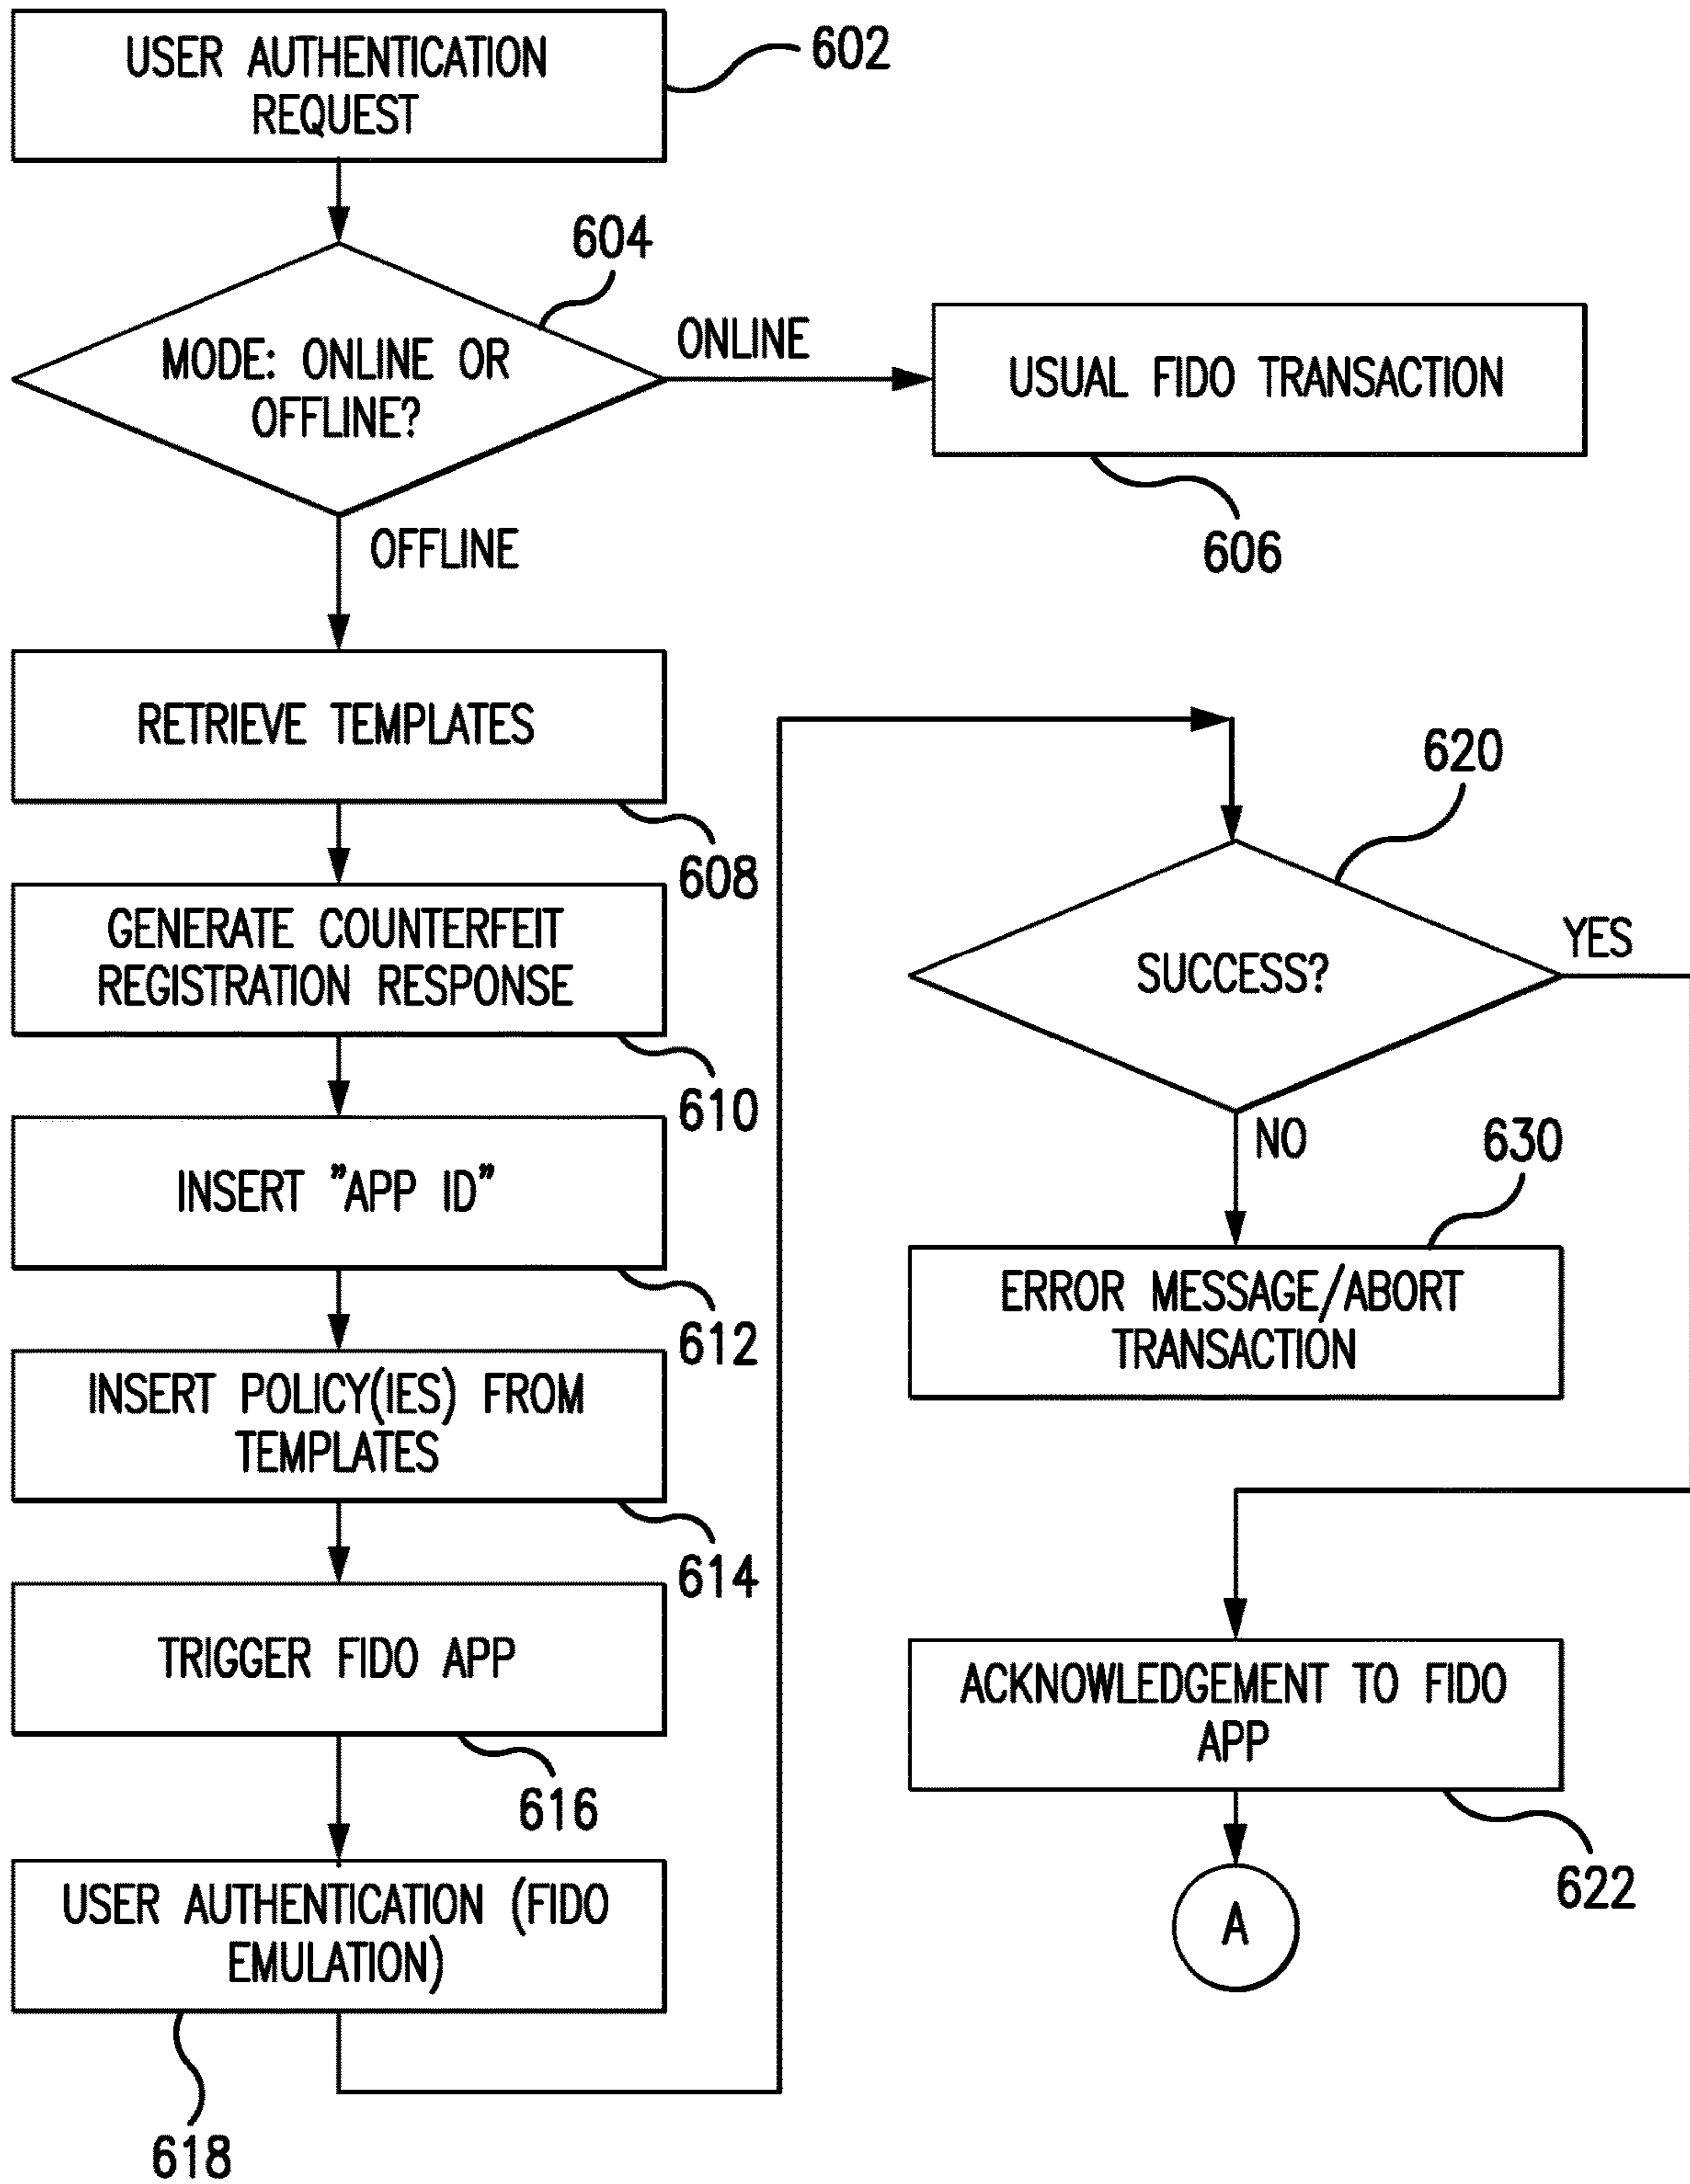 USER AUTHENTICATION
REQUEST
602
604
MODE: ONLINE OR
OFFLINE?
ONLINE
USUAL FIDO TRANSACTION
606
OFFLINE
RETRIEVE TEMPLATES
608
GENERATE COUNTERFEIT
REGISTRATION RESPONSE
610
INSERT "APP ID"
612
INSERT POLICY(IES) FROM
TEMPLATES
614
TRIGGER FIDO APP
616
USER AUTHENTICATION (FIDO
EMULATION)
618
620
SUCCESS?
YES
NO
630
ERROR MESSAGE/ABORT
TRANSACTION
ACKNOWLEDGEMENT TO FIDO
APP
622
A